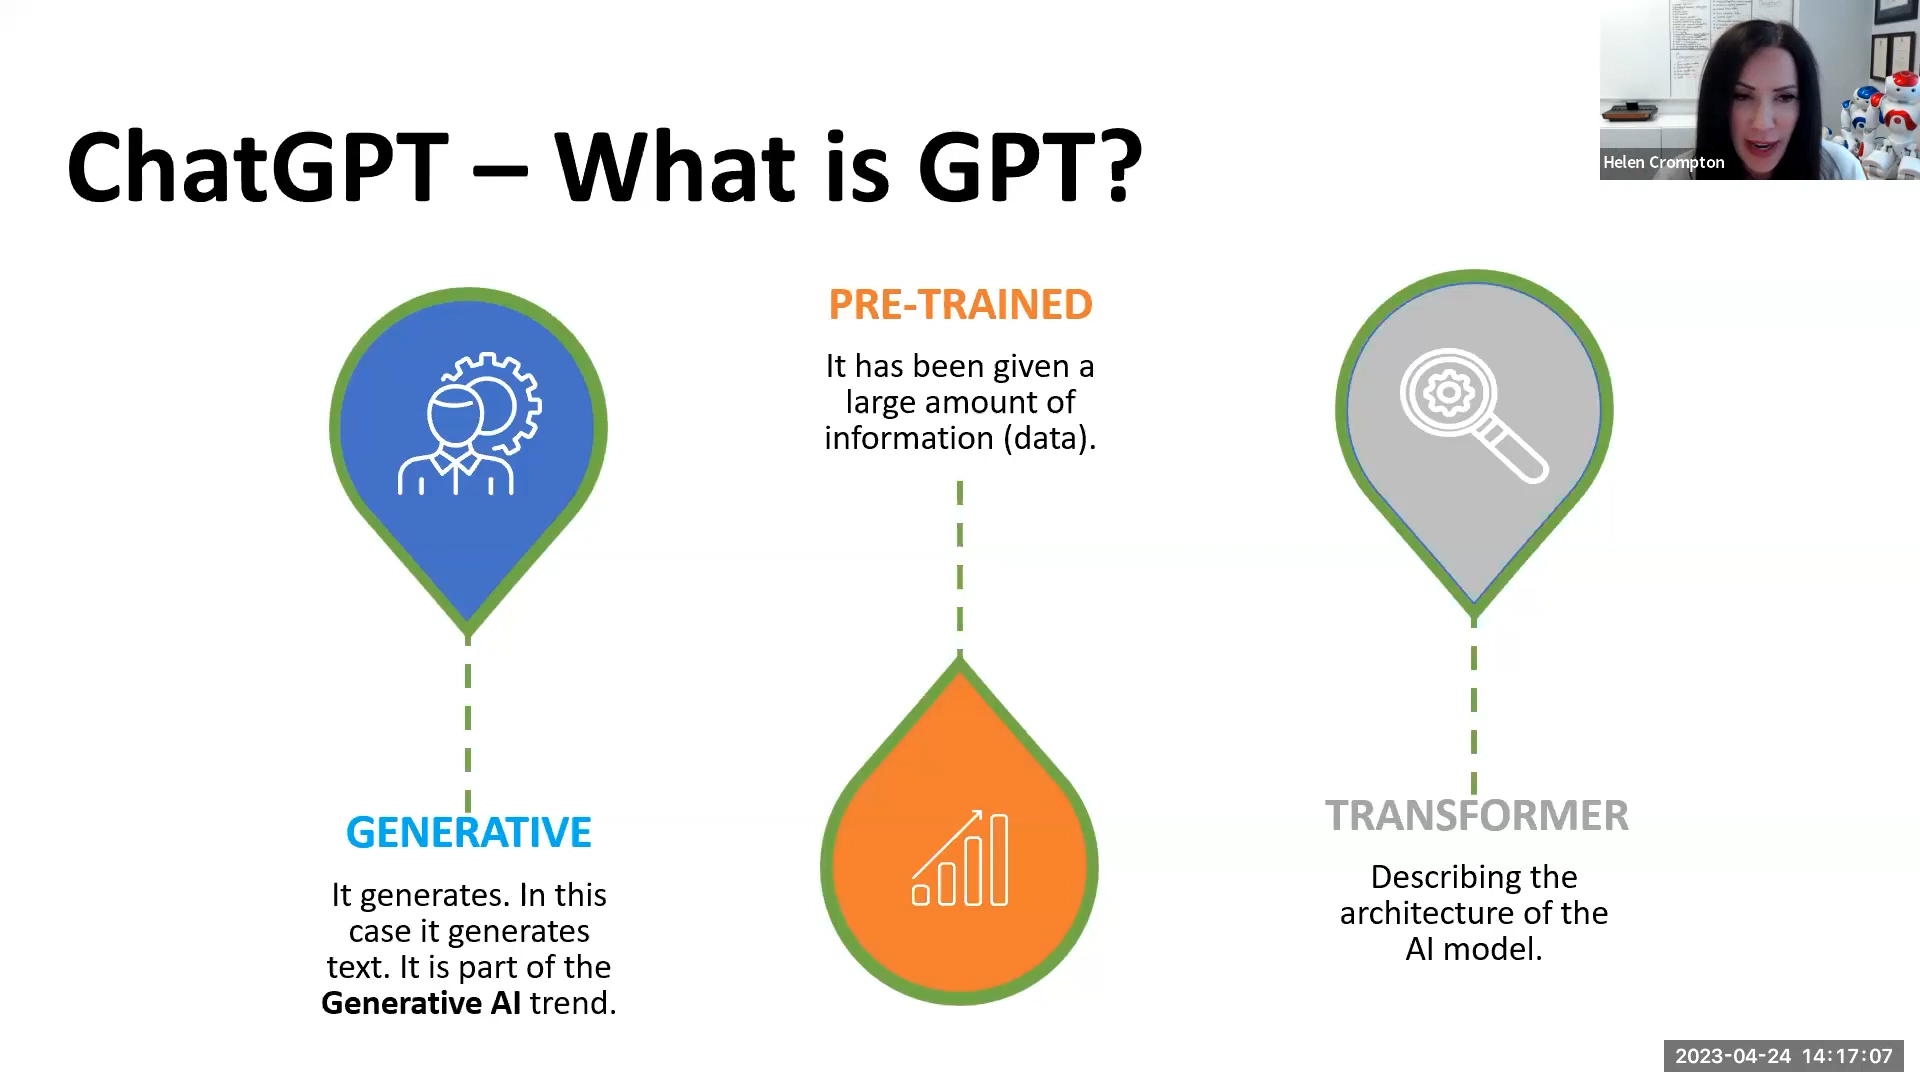 ChatGPT – What is GPT?
Helen Crompton
GENERATIVE
It generates. In this
case it generates
text. It is part of the
Generative AI trend.
PRE-TRAINED
It has been given a
large amount of
information (data).
TRANSFORMER
Describing the
architecture of the
AI model.
2023-04-24 14:17:07